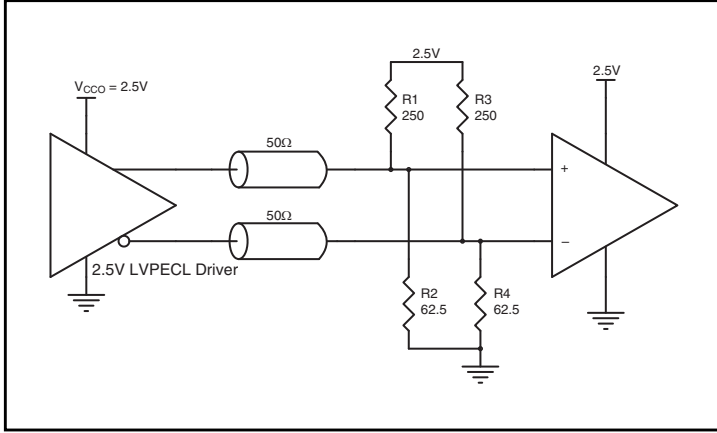 2.5V
V_CCO = 2.5V
2.5V
R1
250
R3
250
50Ω
+
50Ω
–
2.5V LVPECL Driver
R2
62.5
R4
62.5